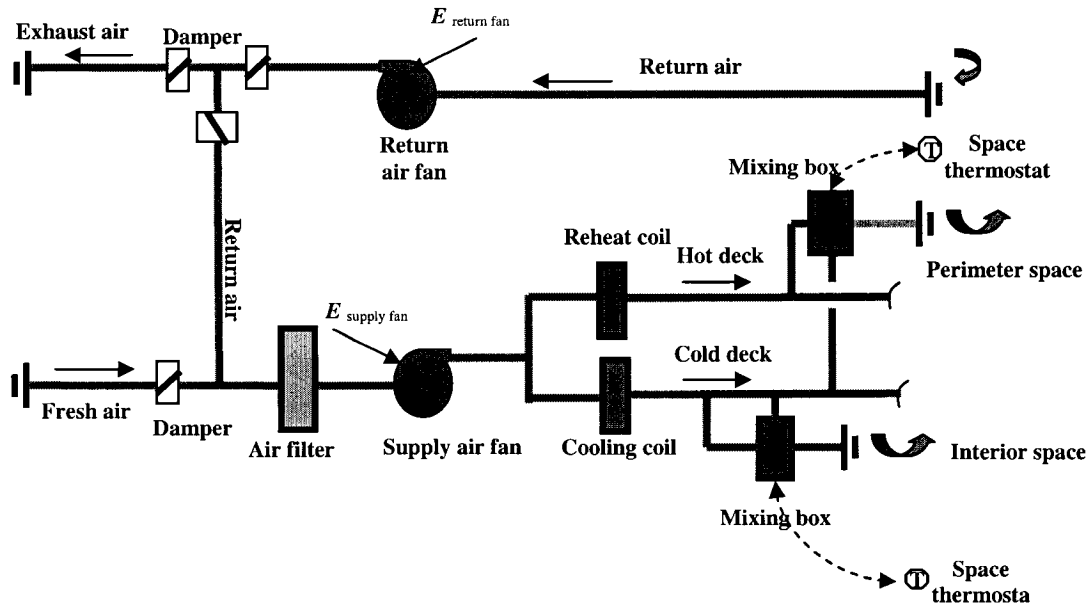 Exhaust air
Damper
E return fan
Return air
Return
air fan
Mixing box
T
Space
thermostat
Return air
Reheat coil
Hot deck
Perimeter space
E supply fan
Cold deck
Fresh air
Damper
Air filter
Supply air fan
Cooling coil
Interior space
Mixing box
T
Space
thermosta